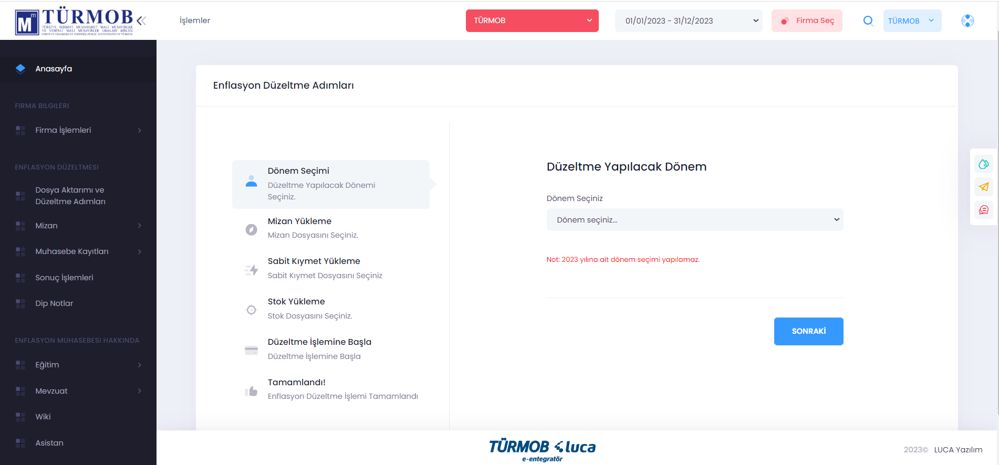 TÜRMOB
TÜRKİYE SERBEST MUHASEBECİ MALİ MÜŞAVİRLER
VE YEMİNLİ MALİ MÜŞAVİRLER ODALARI BİRLİĞİ
UNION OF CHAMBERS OF CERTIFIED PUBLIC ACCOUNTANTS OF TÜRKİYE
Mm
İşlemler
TÜRMOB
01/01/2023 - 31/12/2023
Firma Seç
TÜRMOB
Anasayfa
FIRMA BILGILERI
Firma İşlemleri
ENFLASYON DÜZELTMESI
Dosya Aktarımı ve
Düzeltme Adımları
Mizan
Muhasebe Kayıtları
Sonuç İşlemleri
Dip Notlar
ENFLASYON MUHASEBESI HAKKINDA
Eğitim
Mevzuat
Wiki
Asistan
Enflasyon Düzeltme Adımları
Dönem Seçimi
Düzeltme Yapılacak Dönemi
Seçiniz.
Mizan Yükleme
Mizan Dosyasını Seçiniz.
Sabit Kıymet Yükleme
Sabit Kıymet Dosyasını Seçiniz
Stok Yükleme
Stok Dosyasını Seçiniz.
Düzeltme İşlemine Başla
Düzeltme İşlemine Başla
Tamamlandı!
Enflasyon Düzeltme İşlemi Tamamlandı
Düzeltme Yapılacak Dönem
Dönem Seçiniz
Dönem seçiniz...
Not: 2023 yılına ait dönem seçimi yapılamaz.
SONRAKİ
TÜRMOB luca
e-entegratör
2023© LUCA Yazılım